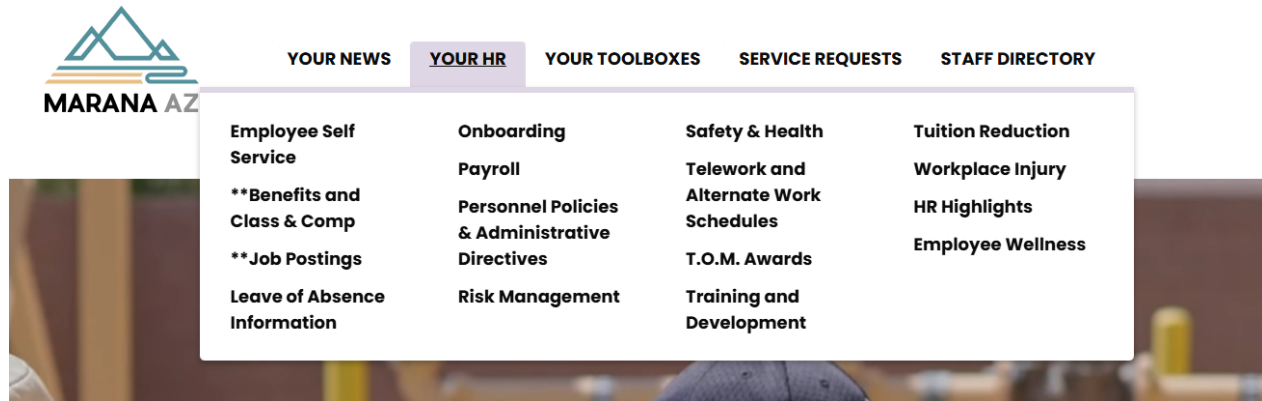 MARANA AZ
YOUR NEWS
YOUR HR
YOUR TOOLBOXES
SERVICE REQUESTS
STAFF DIRECTORY
Employee Self
Service
**Benefits and
Class & Comp
**Job Postings
Leave of Absence
Information
Onboarding
Payroll
Personnel Policies
& Administrative
Directives
Risk Management
Safety & Health
Telework and
Alternate Work
Schedules
T.O.M. Awards
Training and
Development
Tuition Reduction
Workplace Injury
HR Highlights
Employee Wellness